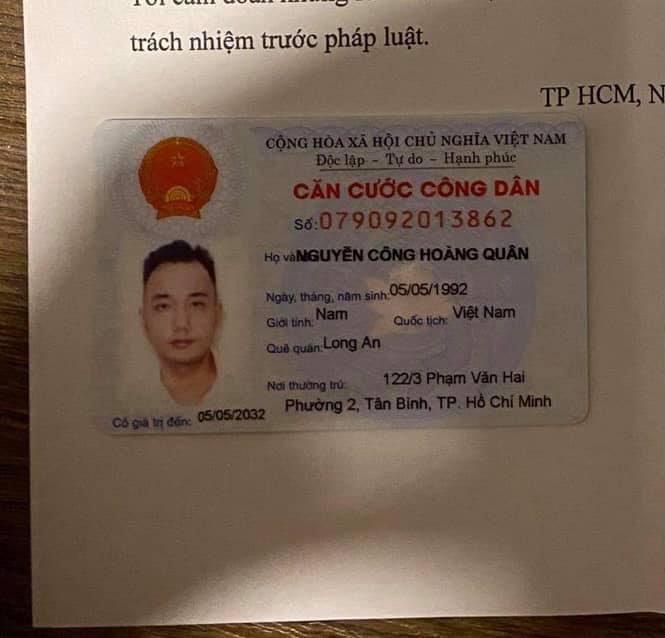 trách nhiệm trước pháp luật.
TP HCM, N
CỘNG HÒA XÃ HỘI CHỦ NGHĨA VIỆT NAM
Độc lập - Tự do - Hạnh phúc
CĂN CƯỚC CÔNG DÂN
Số: 079092013862
Họ và NGUYỄN CÔNG HOÀNG QUÂN
Ngày, tháng, năm sinh: 05/05/1992
Giới tính: Nam Quốc tịch: Việt Nam
Quê quán: Long An
Nơi thường trú: 122/3 Phạm Văn Hai
Phường 2, Tân Bình, TP. Hồ Chí Minh
Có giá trị đến: 05/05/2032